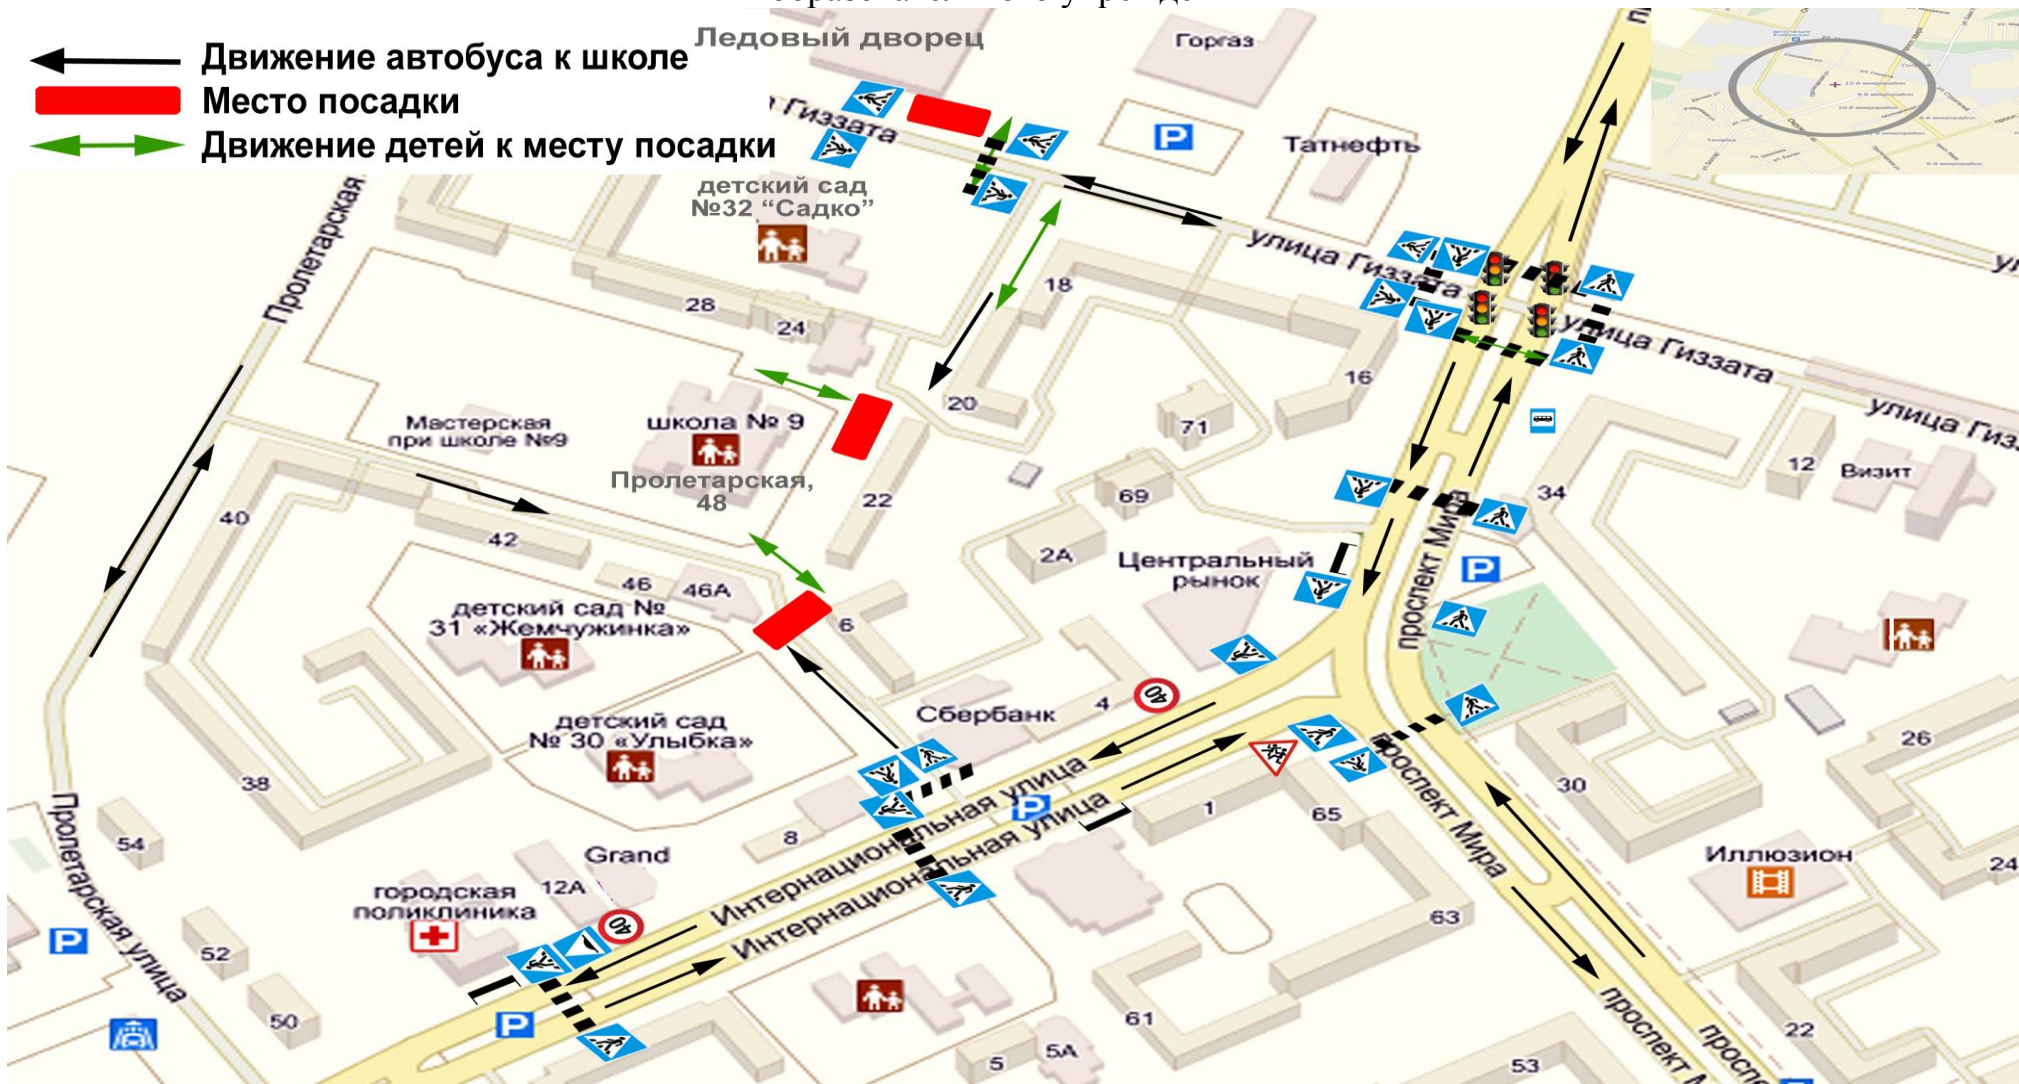 Движение автобуса к школе
Место посадки
Движение детей к месту посадки
Ледовый дворец
Горгаз
а Гиззата
P
Татнефть
детский сад
№32 “Садко”
Пролетарская
улица Гиззата
улица Гиззата
улица Гиз
28
24
18
16
20
71
12
Визит
Мастерская
при школе №9
школа № 9
Пролетарская,
48
22
69
34
40
42
46
46А
2А
Центральный
рынок
проспект Мира
проспект Мира
P
детский сад №
31 «Жемчужинка»
6
4
40
Сбербанк
детский сад
№ 30 «Улыбка»
38
26
30
1
65
P
Интернациональная улица
Интернациональная улица
проспект Мира
Пролетарская улица
54
8
Grand
12А
городская
поликлиника
40
Иллюзион
24
63
P
52
50
P
61
5
5А
53
22
проспект М
просп